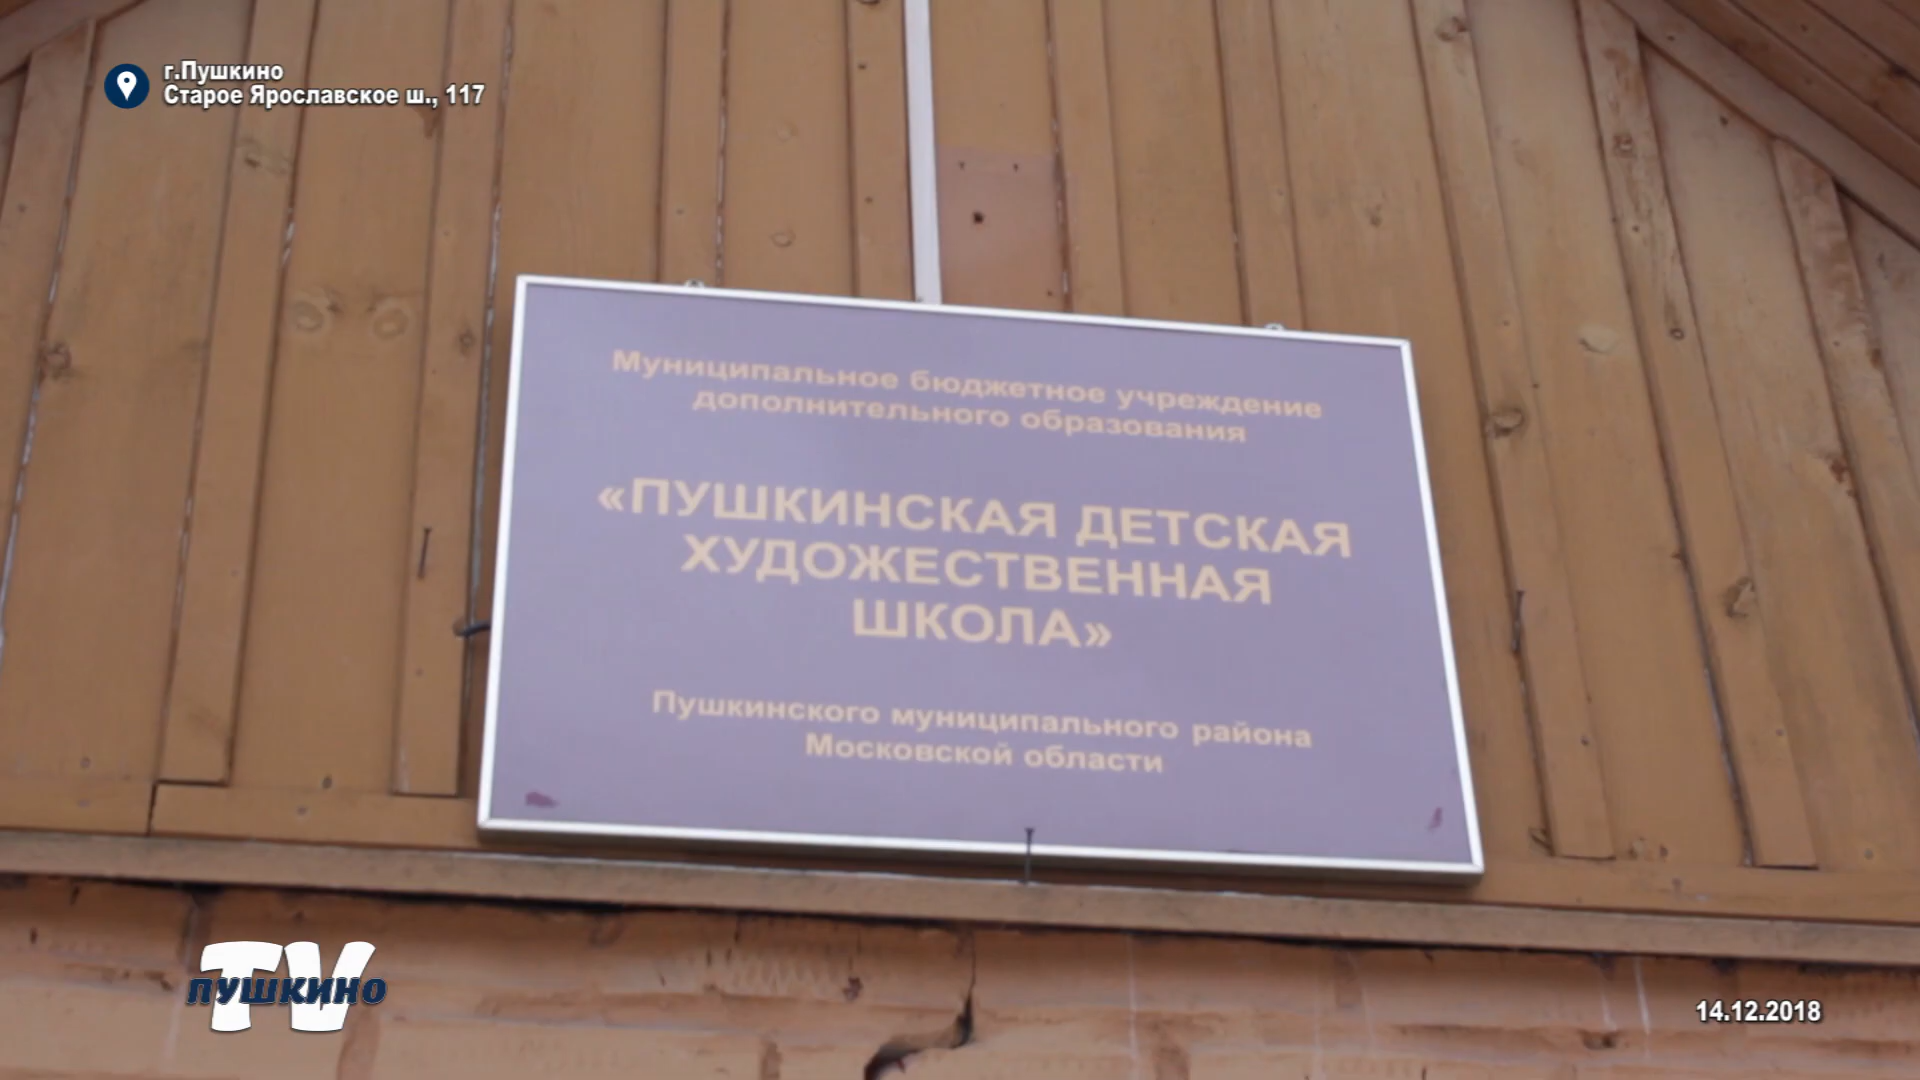 г.Пушкино
Старое Ярославское ш., 117
Муниципальное бюджетное учреждение
дополнительного образования
«ПУШКИНСКАЯ ДЕТСКАЯ
ХУДОЖЕСТВЕННАЯ
ШКОЛА»
Пушкинского муниципального района
Московской области
TV
ПУШКИНО
14.12.2018